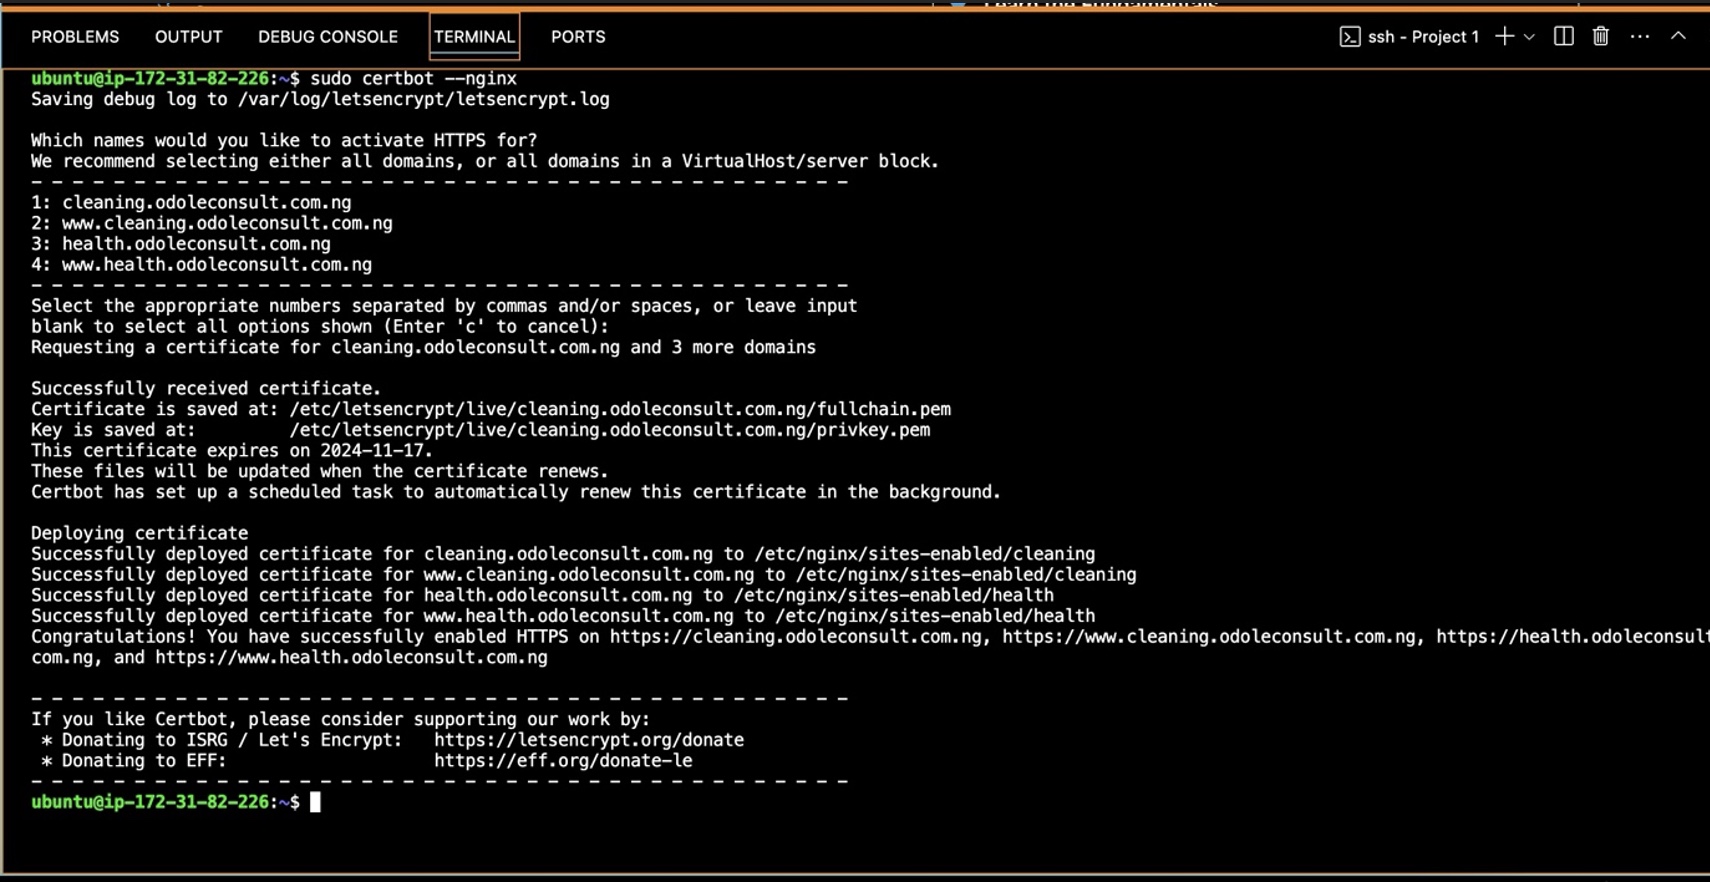 Learn the Fundamentals
PROBLEMS OUTPUT DEBUG CONSOLE TERMINAL PORTS ssh - Project 1
ubuntu@ip-172-31-82-226:~$ sudo certbot --nginx
Saving debug log to /var/log/letsencrypt/letsencrypt.log
Which names would you like to activate HTTPS for?
We recommend selecting either all domains, or all domains in a VirtualHost/server block.
- - - - - - - - - - - - - - - - - - - - - - - - - - - - - - - - - - - - - - - -
1: cleaning.odoleconsult.com.ng
2: www.cleaning.odoleconsult.com.ng
3: health.odoleconsult.com.ng
4: www.health.odoleconsult.com.ng
- - - - - - - - - - - - - - - - - - - - - - - - - - - - - - - - - - - - - - - -
Select the appropriate numbers separated by commas and/or spaces, or leave input
blank to select all options shown (Enter 'c' to cancel):
Requesting a certificate for cleaning.odoleconsult.com.ng and 3 more domains
Successfully received certificate.
Certificate is saved at: /etc/letsencrypt/live/cleaning.odoleconsult.com.ng/fullchain.pem
Key is saved at: /etc/letsencrypt/live/cleaning.odoleconsult.com.ng/privkey.pem
This certificate expires on 2024-11-17.
These files will be updated when the certificate renews.
Certbot has set up a scheduled task to automatically renew this certificate in the background.
Deploying certificate
Successfully deployed certificate for cleaning.odoleconsult.com.ng to /etc/nginx/sites-enabled/cleaning
Successfully deployed certificate for www.cleaning.odoleconsult.com.ng to /etc/nginx/sites-enabled/cleaning
Successfully deployed certificate for health.odoleconsult.com.ng to /etc/nginx/sites-enabled/health
Successfully deployed certificate for www.health.odoleconsult.com.ng to /etc/nginx/sites-enabled/health
Congratulations! You have successfully enabled HTTPS on https://cleaning.odoleconsult.com.ng, https://www.cleaning.odoleconsult.com.ng, https://health.odoleconsult
com.ng, and https://www.health.odoleconsult.com.ng
- - - - - - - - - - - - - - - - - - - - - - - - - - - - - - - - - - - - - - - -
If you like Certbot, please consider supporting our work by:
* Donating to ISRG / Let's Encrypt: https://letsencrypt.org/donate
* Donating to EFF: https://eff.org/donate-le
- - - - - - - - - - - - - - - - - - - - - - - - - - - - - - - - - - - - - - - -
ubuntu@ip-172-31-82-226:~$